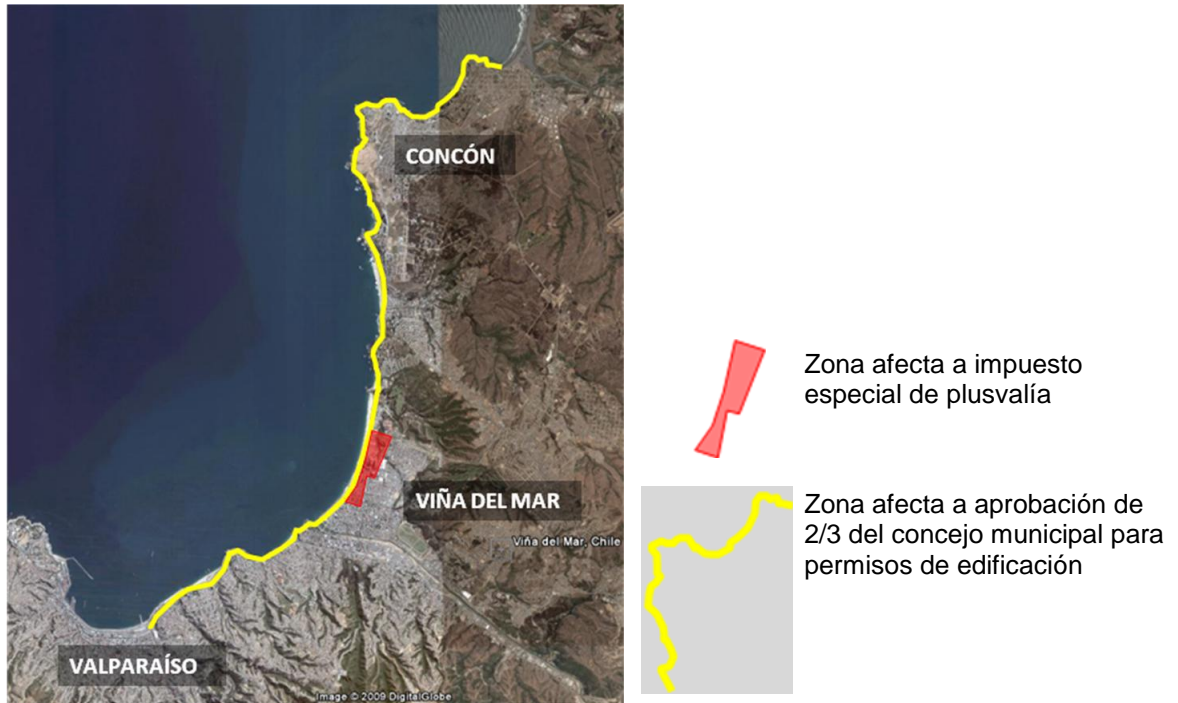 CONCÓN
VIÑA DEL MAR
Viña del Mar, Chile
VALPARAÍSO
Image © 2009 DigitalGlobe
Zona afecta a impuesto
especial de plusvalía
Zona afecta a aprobación de
2/3 del concejo municipal para
permisos de edificación